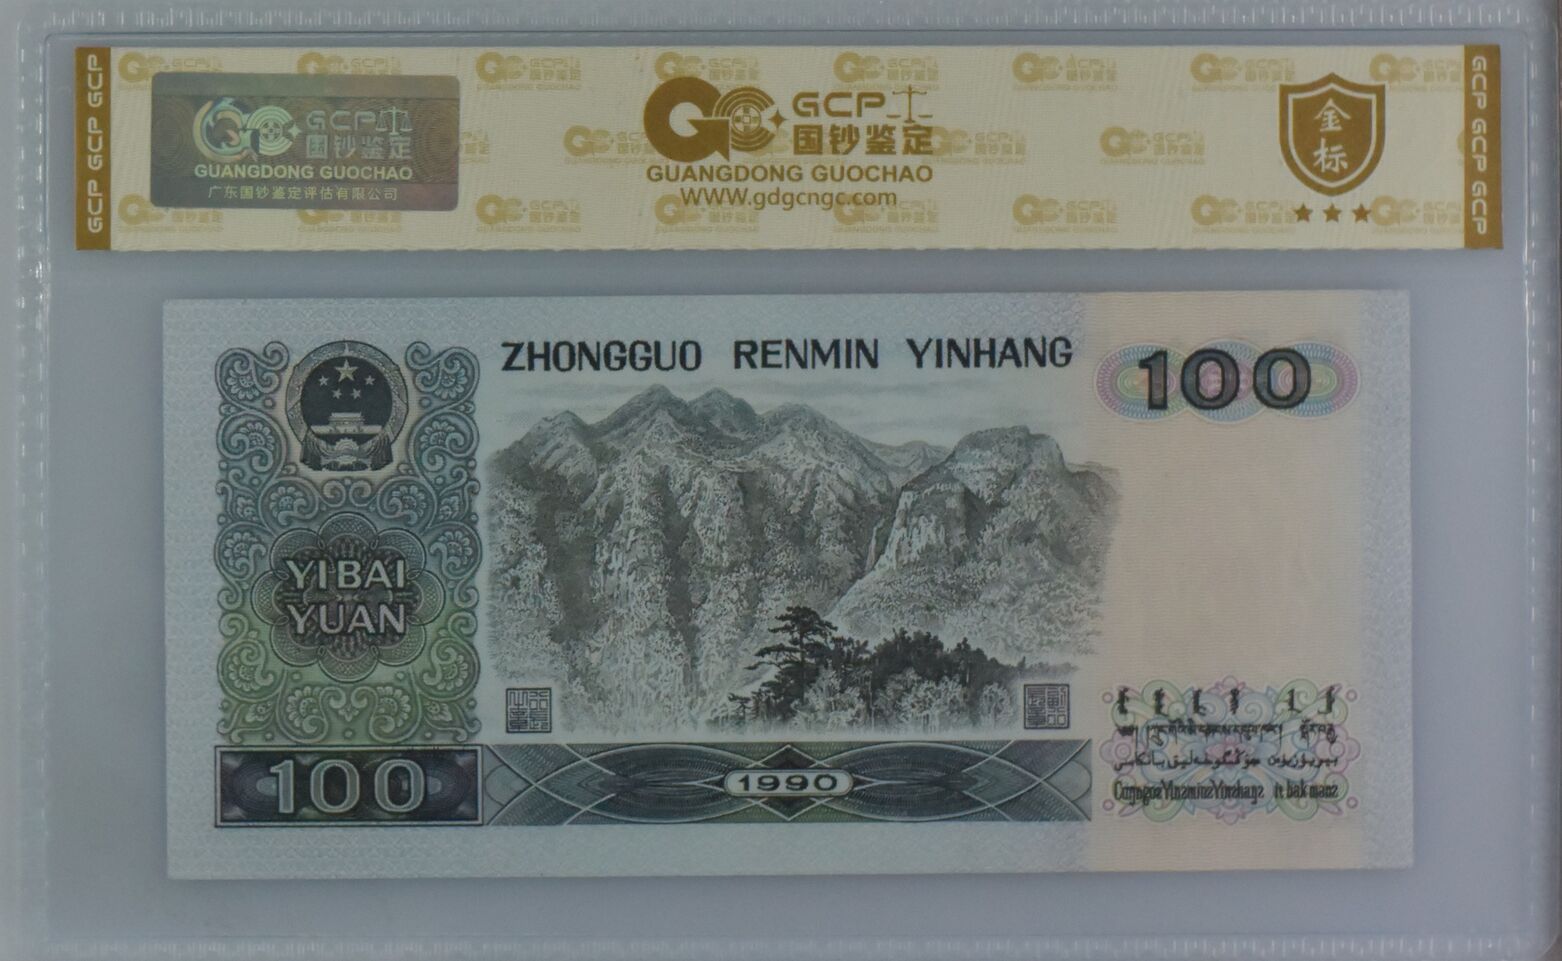 GCP GCP GCP
GCP
国钞鉴定
GUANGDONG GUOCHAO
广东国钞鉴定评估有限公司
GCP
国钞鉴定
GUANGDONG GUOCHAO
WWW.gdgcngc.com
金标
GCP GCP GCP
ZHONGGUO RENMIN YINHANG
100
YI BAI
YUAN
100
1990